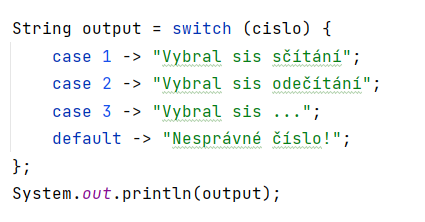 String output = switch (cislo) {
    case 1 -> "Vybral sis sčítání";
    case 2 -> "Vybral sis odečítání";
    case 3 -> "Vybral sis ...";
    default -> "Nesprávné číslo!";
};
System.out.println(output);